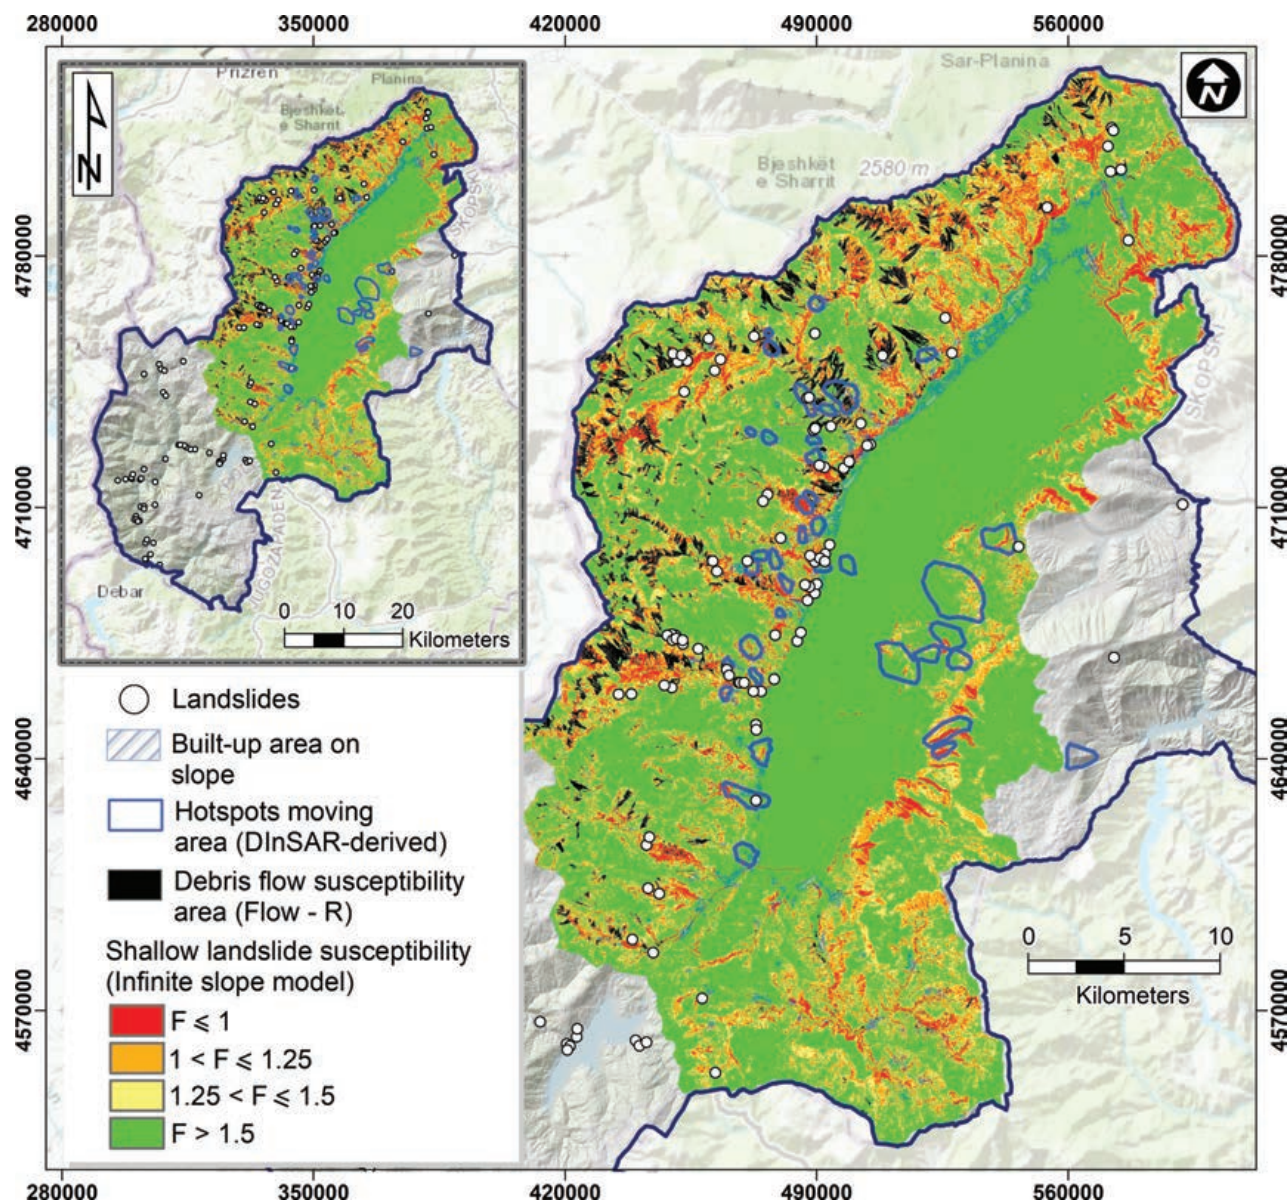 280000 350000 420000 490000 560000
Prizren
Planina
Bjeshkët
e Sharrit
SKOPSKI
Debar
JUGOZAPADEN
0 10 20
Kilometers
N
Sar-Planina
N
Bjeshkët
e Sharrit
2580 m
SKOPSKI
4780000
4710000
4640000
4570000
4780000
4710000
4640000
4570000
Landslides
Built-up area on
slope
Hotspots moving
area (DInSAR-derived)
Debris flow susceptibility
area (Flow - R)
Shallow landslide susceptibility
(Infinite slope model)
F ⩽ 1
1 < F ⩽ 1.25
1.25 < F ⩽ 1.5
F > 1.5
0 5 10
Kilometers
280000 350000 420000 490000 560000